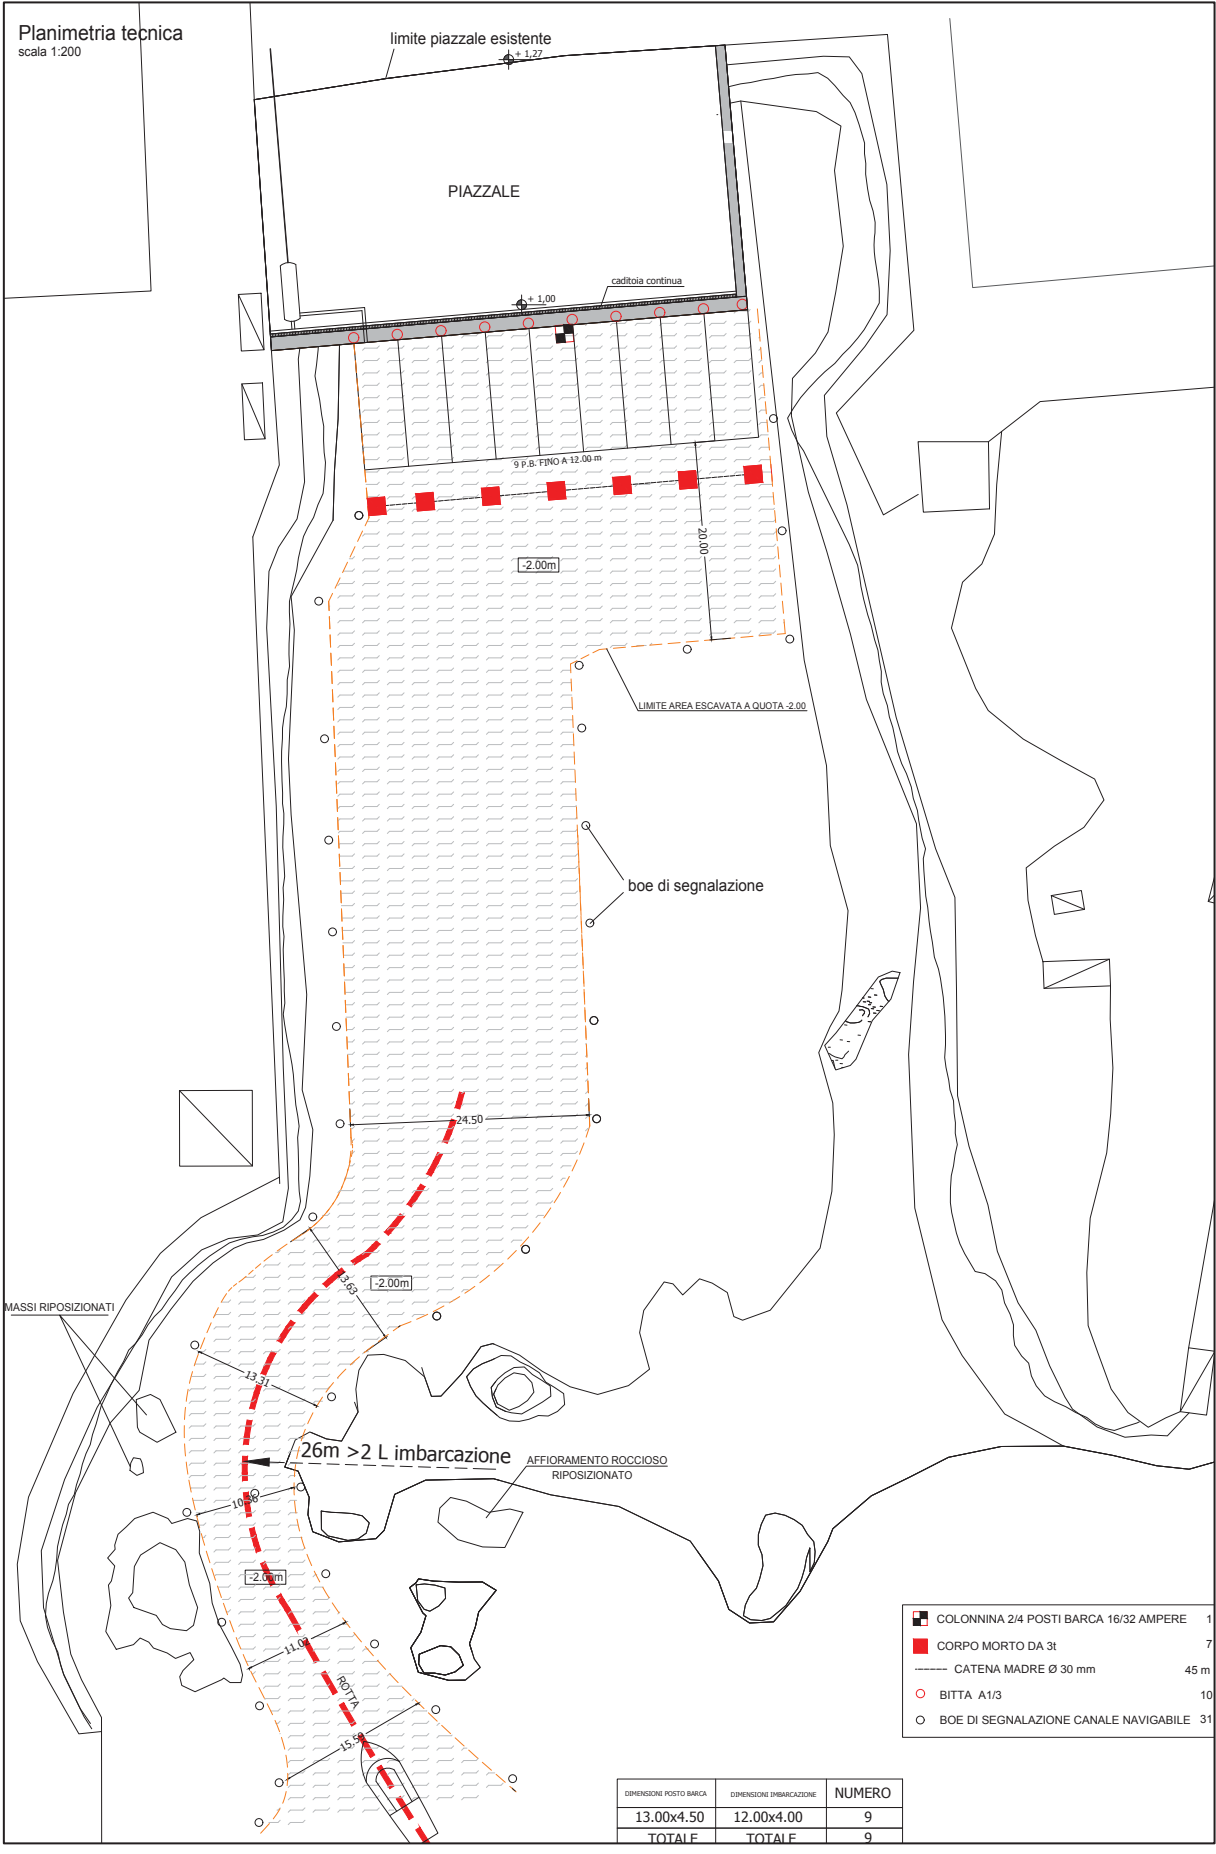 Planimetria tecnica
scala 1:200
limite piazzale esistente
+ 1,27
PIAZZALE
caditoia continua
+ 1,00
9 P.B. FINO A 12.00 m
20.00
-2.00m
LIMITE AREA ESCAVATA A QUOTA -2.00
boe di segnalazione
24.50
13.63
-2.00m
MASSI RIPOSIZIONATI
13.31
26m >2 L imbarcazione
AFFIORAMENTO ROCCIOSO
RIPOSIZIONATO
10.36
-2.00m
11.02
ROTTA
COLONNINA 2/4 POSTI BARCA 16/32 AMPERE 1
CORPO MORTO DA 3t 7
CATENA MADRE Ø 30 mm 45 m
BITTA A1/3 10
BOE DI SEGNALAZIONE CANALE NAVIGABILE 31
DIMENSIONI POSTO BARCA DIMENSIONI IMBARCAZIONE NUMERO
13.00x4.50 12.00x4.00 9
TOTALE TOTALE 9